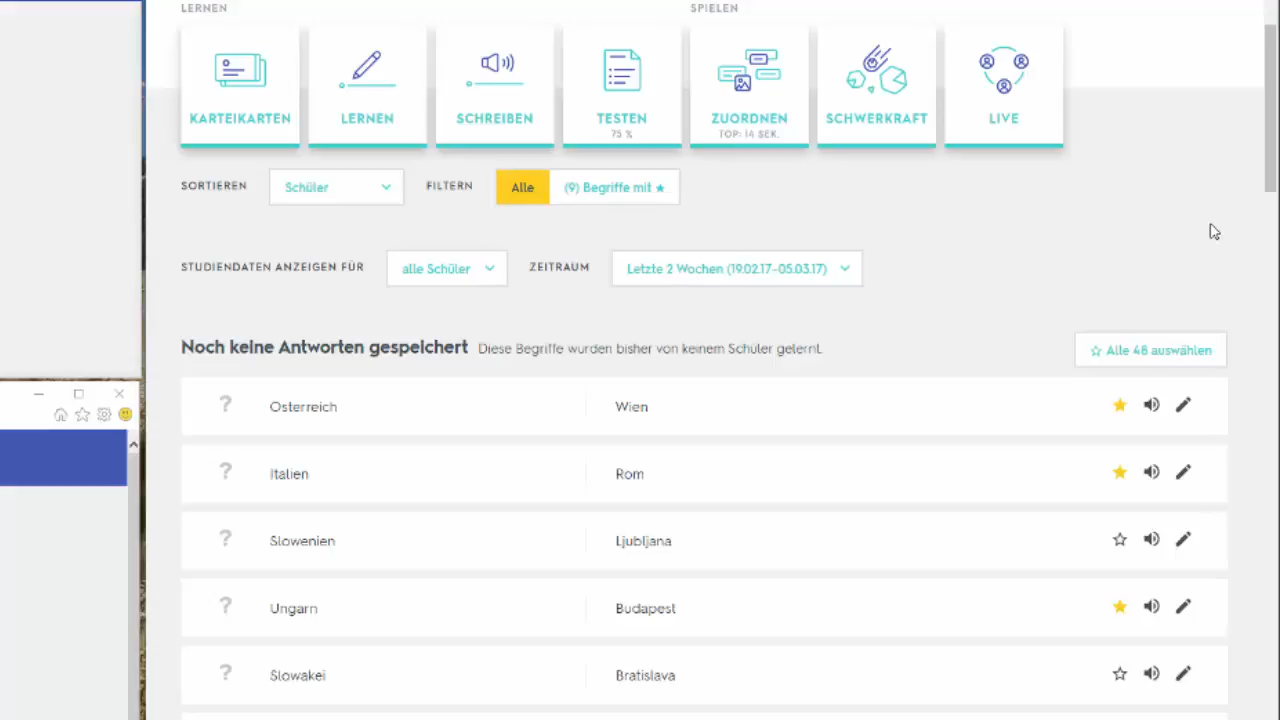 LERNEN
SPIELEN
KARTEIKARTEN
LERNEN
SCHREIBEN
TESTEN
75 %
ZUORDNEN
TOP: 14 SEK.
SCHWERKRAFT
LIVE
SORTIEREN
Schüler
FILTERN
Alle
(9) Begriffe mit ★
STUDIENDATEN ANZEIGEN FÜR
alle Schüler
ZEITRAUM
Letzte 2 Wochen (19.02.17–05.03.17)
Noch keine Antworten gespeichert
Diese Begriffe wurden bisher von keinem Schüler gelernt.
Alle 48 auswählen
? Österreich Wien
? Italien Rom
? Slowenien Ljubljana
? Ungarn Budapest
? Slowakei Bratislava